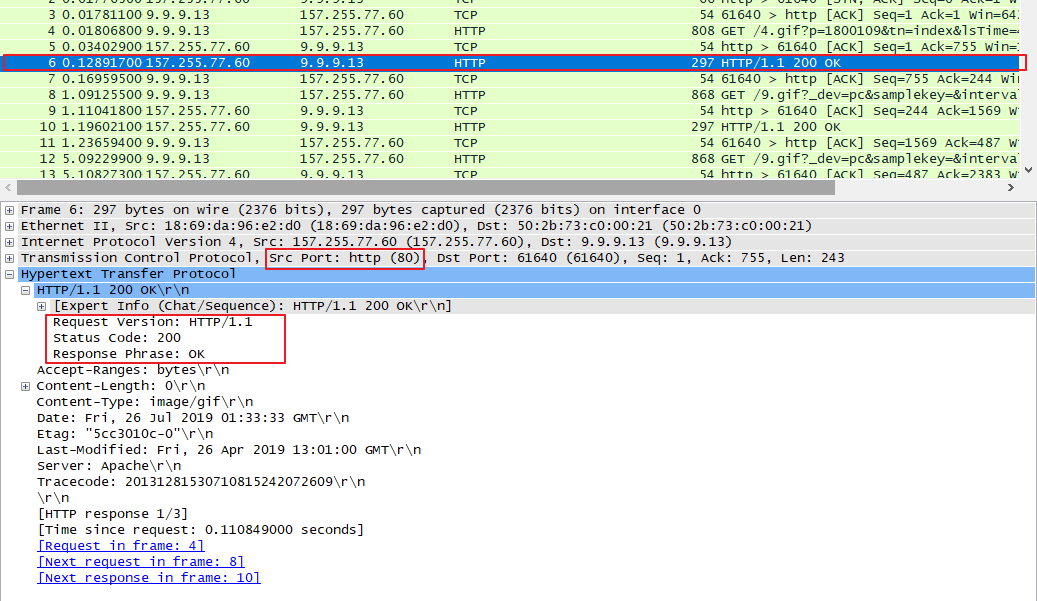 3 0.01781100 9.9.9.13 157.255.77.60 TCP 54 61640 > http [ACK] Seq=1 Ack=1 Win=64
4 0.01806800 9.9.9.13 157.255.77.60 HTTP 808 GET /4.gif?p=1800109&tn=index&lsTime=
5 0.03402900 157.255.77.60 9.9.9.13 TCP 54 http > 61640 [ACK] Seq=1 Ack=755 Win=
6 0.12891700 157.255.77.60 9.9.9.13 HTTP 297 HTTP/1.1 200 OK
7 0.16959500 9.9.9.13 157.255.77.60 TCP 54 61640 > http [ACK] Seq=755 Ack=244 Wi
8 1.09125500 9.9.9.13 157.255.77.60 HTTP 868 GET /9.gif?_dev=pc&samplekey=&interva
9 1.11041800 157.255.77.60 9.9.9.13 TCP 54 http > 61640 [ACK] Seq=244 Ack=1569 W
10 1.19602100 157.255.77.60 9.9.9.13 HTTP 297 HTTP/1.1 200 OK
11 1.23659400 9.9.9.13 157.255.77.60 TCP 54 61640 > http [ACK] Seq=1569 Ack=487 W
12 5.09229900 9.9.9.13 157.255.77.60 HTTP 868 GET /9.gif?_dev=pc&samplekey=&interva
13 5.10827300 157.255.77.60 9.9.9.13 TCP 54 http > 61640 [ACK] Seq=487 Ack=2383 W
Frame 6: 297 bytes on wire (2376 bits), 297 bytes captured (2376 bits) on interface 0
Ethernet II, Src: 18:69:da:96:e2:d0 (18:69:da:96:e2:d0), Dst: 50:2b:73:c0:00:21 (50:2b:73:c0:00:21)
Internet Protocol Version 4, Src: 157.255.77.60 (157.255.77.60), Dst: 9.9.9.13 (9.9.9.13)
Transmission Control Protocol, Src Port: http (80), Dst Port: 61640 (61640), Seq: 1, Ack: 755, Len: 243
Hypertext Transfer Protocol
HTTP/1.1 200 OK\r\n
[Expert Info (Chat/Sequence): HTTP/1.1 200 OK\r\n]
Request Version: HTTP/1.1
Status Code: 200
Response Phrase: OK
Accept-Ranges: bytes\r\n
Content-Length: 0\r\n
Content-Type: image/gif\r\n
Date: Fri, 26 Jul 2019 01:33:33 GMT\r\n
Etag: "5cc3010c-0"\r\n
Last-Modified: Fri, 26 Apr 2019 13:01:00 GMT\r\n
Server: Apache\r\n
Tracecode: 20131281530710815242072609\r\n
\r\n
[HTTP response 1/3]
[Time since request: 0.110849000 seconds]
[Request in frame: 4]
[Next request in frame: 8]
[Next response in frame: 10]